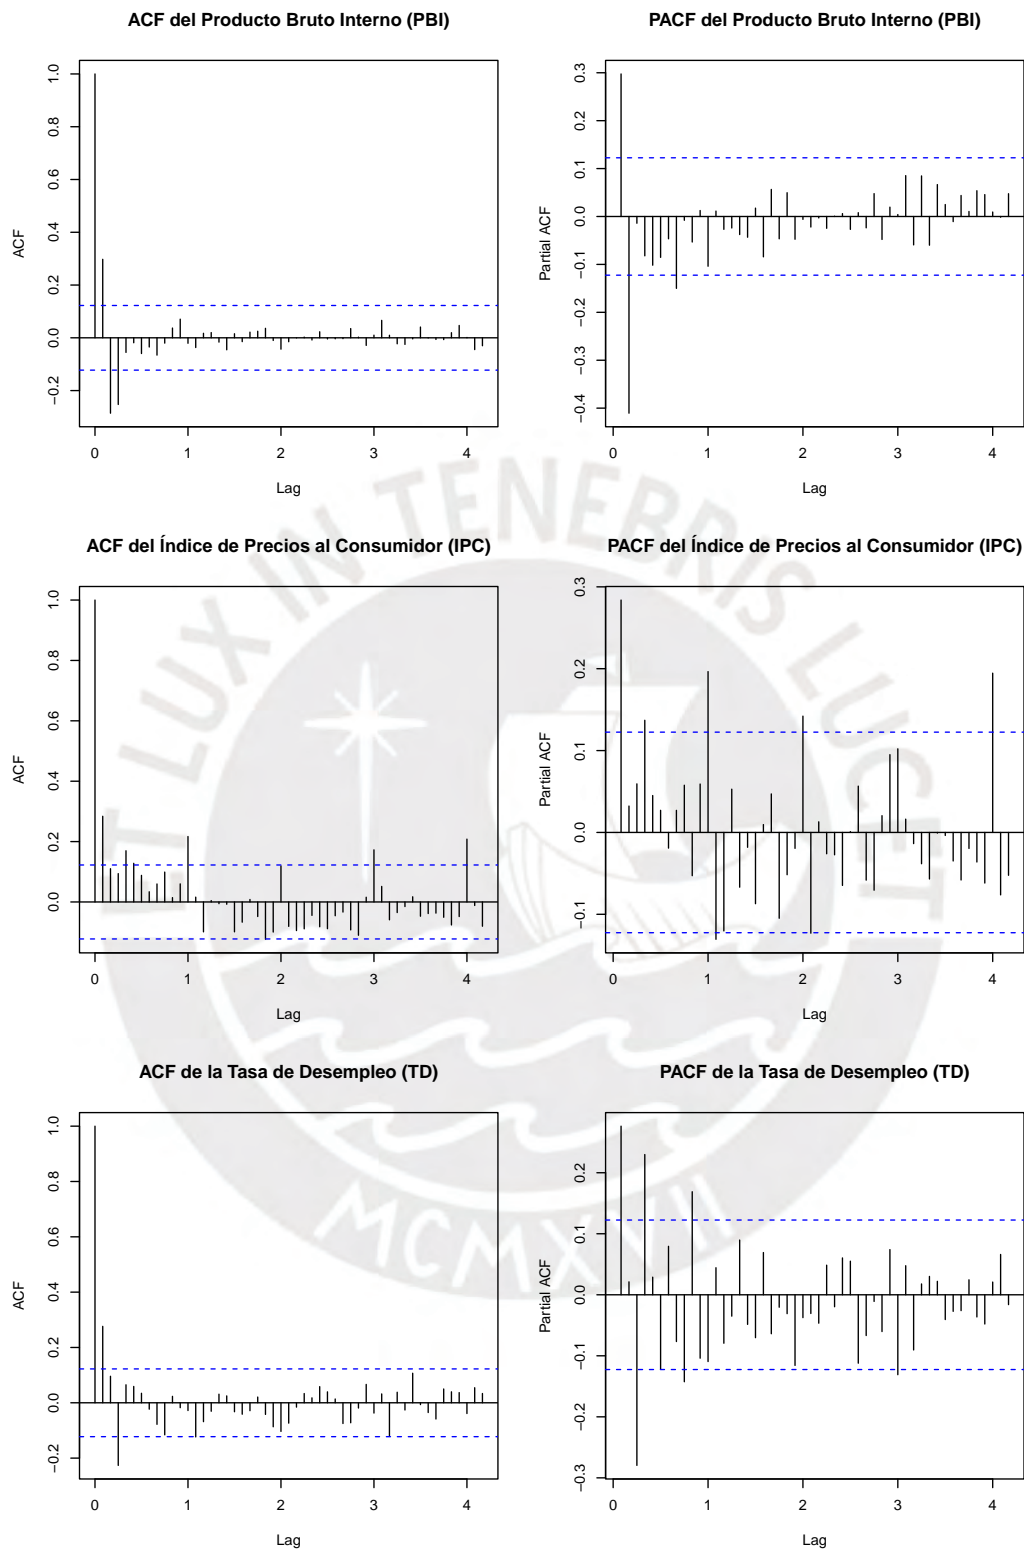 ACF del Producto Bruto Interno (PBI)
ACF
1.0
0.8
0.6
0.4
0.2
0.0
−0.2
0 1 2 3 4
Lag
PACF del Producto Bruto Interno (PBI)
Partial ACF
0.3
0.2
0.1
0.0
−0.1
−0.2
−0.3
−0.4
0 1 2 3 4
Lag
ACF del Índice de Precios al Consumidor (IPC)
ACF
1.0
0.8
0.6
0.4
0.2
0.0
0 1 2 3 4
Lag
PACF del Índice de Precios al Consumidor (IPC)
Partial ACF
0.3
0.2
0.1
0.0
−0.1
0 1 2 3 4
Lag
ACF de la Tasa de Desempleo (TD)
ACF
1.0
0.8
0.6
0.4
0.2
0.0
−0.2
0 1 2 3 4
Lag
PACF de la Tasa de Desempleo (TD)
Partial ACF
0.2
0.1
0.0
−0.1
−0.2
−0.3
0 1 2 3 4
Lag
ET LUX IN TENEBRIS LUCET
MCMXVII